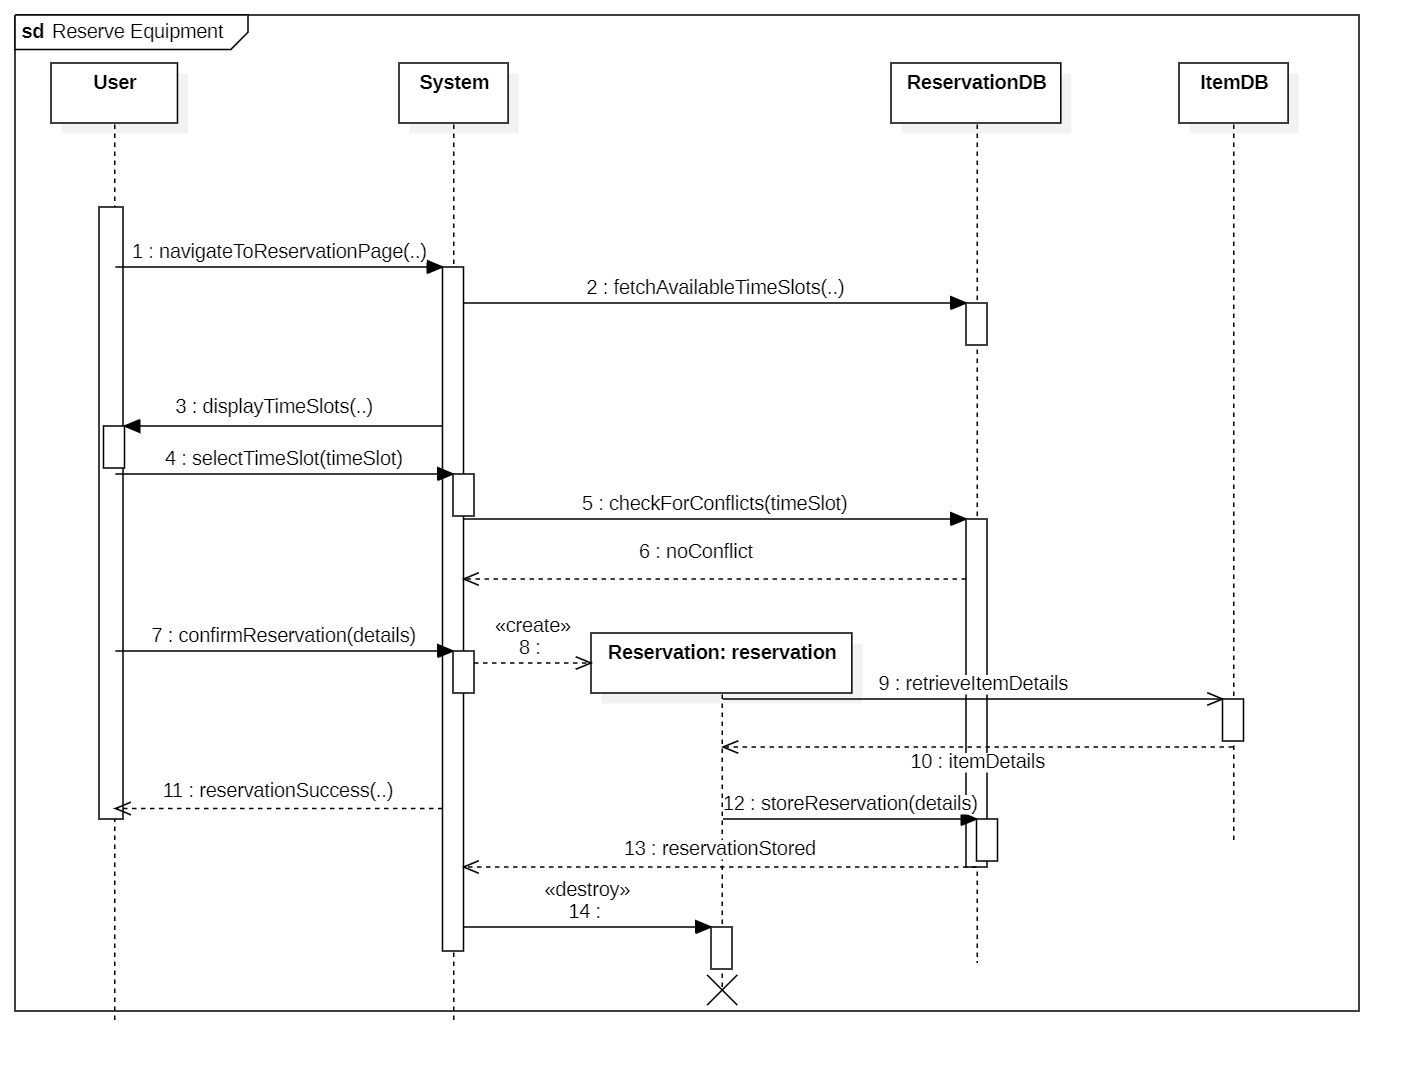 sd Reserve Equipment
User
System
ReservationDB
ItemDB
1 : navigateToReservationPage(..)
2 : fetchAvailableTimeSlots(..)
3 : displayTimeSlots(..)
4 : selectTimeSlot(timeSlot)
5 : checkForConflicts(timeSlot)
6 : noConflict
«create»
7 : confirmReservation(details)
8 :
Reservation: reservation
9 : retrieveItemDetails
10 : itemDetails
11 : reservationSuccess(..)
12 : storeReservation(details)
13 : reservationStored
«destroy»
14 :